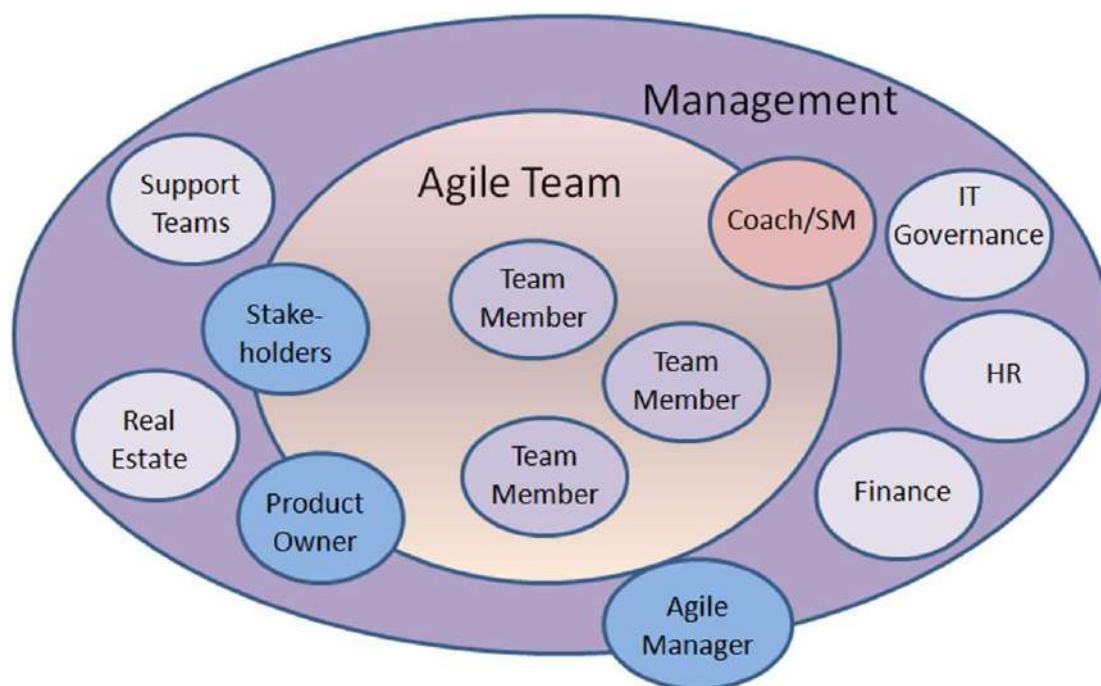 Management
Agile Team
Support
Teams
Coach/SM
IT
Governance
Stake-
holders
Team
Member
Team
Member
HR
Real
Estate
Team
Member
Finance
Product
Owner
Agile
Manager